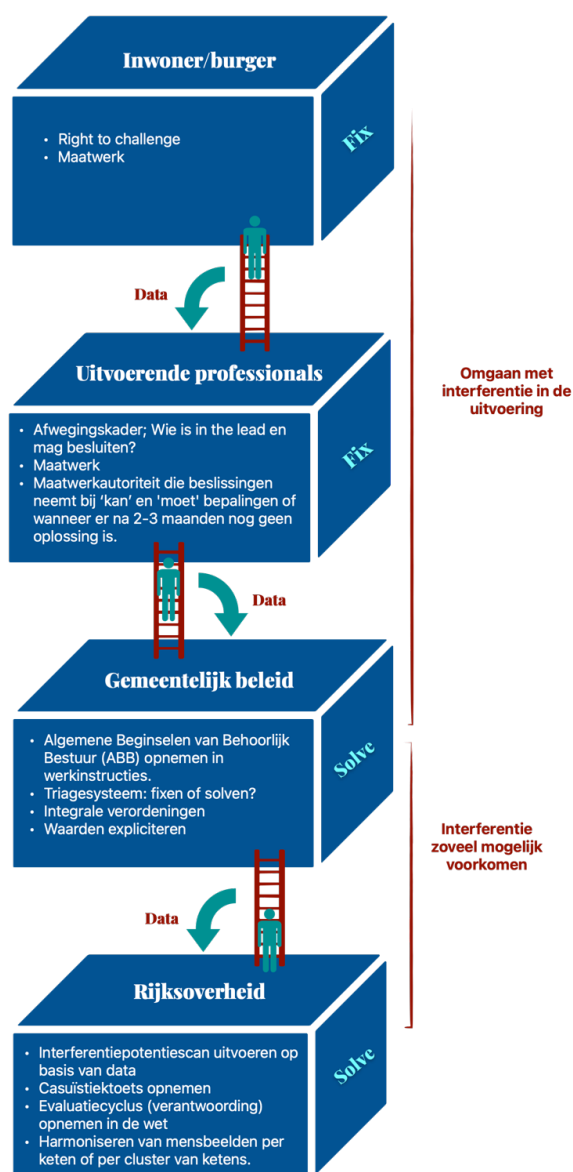 Inwoner/burger
• Right to challenge
• Maatwerk
Fix
Data
Uitvoerende professionals
• Afwegingskader; Wie is in the lead en
mag besluiten?
• Maatwerk
• Maatwerkautoriteit die beslissingen
neemt bij ‘kan’ en 'moet' bepalingen of
wanneer er na 2-3 maanden nog geen
oplossing is.
Fix
Omgaan met
interferentie in de
uitvoering
Data
Gemeentelijk beleid
• Algemene Beginselen van Behoorlijk
Bestuur (ABB) opnemen in
werkinstructies.
• Triagesysteem: fixen of solven?
• Integrale verordeningen
• Waarden expliciteren
Solve
Interferentie
zoveel mogelijk
voorkomen
Data
Rijksoverheid
• Interferentiepotentiescan uitvoeren op
basis van data
• Casuïstiektoets opnemen
• Evaluatiecyclus (verantwoording)
opnemen in de wet
• Harmoniseren van mensbeelden per
keten of per cluster van ketens.
Solve